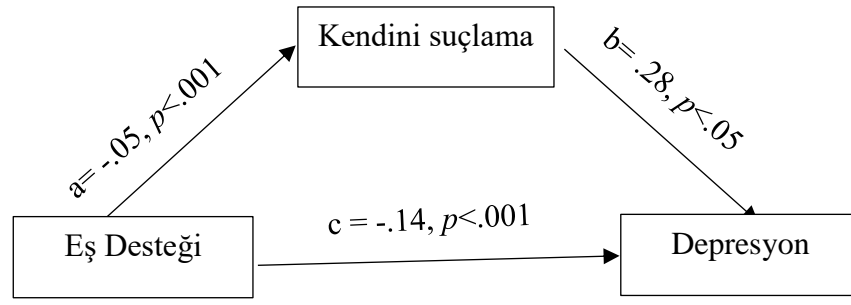 Kendini suçlama
a= -.05, p<.001
b= .28, p<.05
c = -.14, p<.001
Eş Desteği
Depresyon